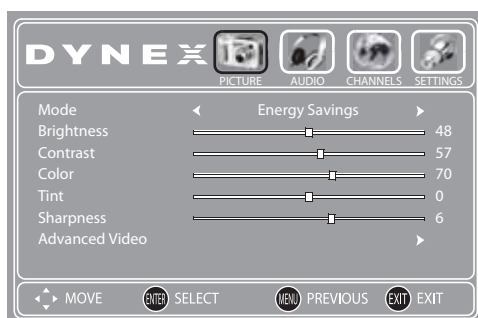 DYNEX
PICTURE AUDIO CHANNELS SETTINGS
Mode Energy Savings
Brightness 48
Contrast 57
Color 70
Tint 0
Sharpness 6
Advanced Video
MOVE ENTER SELECT MENU PREVIOUS EXIT EXIT